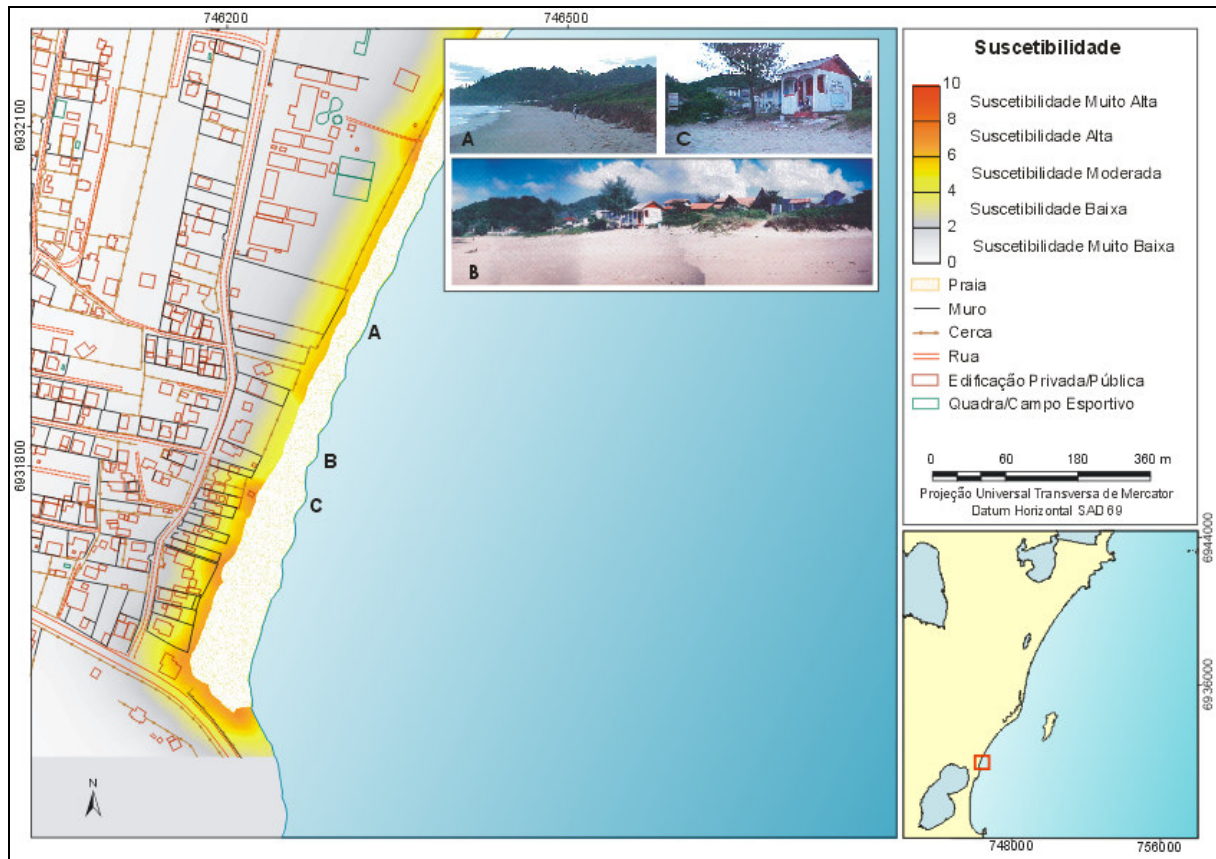 746200
746500
6932100
6931800
A
C
B
A
B
C
N
Suscetibilidade
10
Suscetibilidade Muito Alta
8
Suscetibilidade Alta
6
Suscetibilidade Moderada
4
Suscetibilidade Baixa
2
Suscetibilidade Muito Baixa
0
Praia
Muro
Cerca
Rua
Edificação Privada/Pública
Quadra/Campo Esportivo
0 60 180 360 m
Projeção Universal Transversa de Mercator
Datum Horizontal SAD 69
6944000
6936000
748000
756000